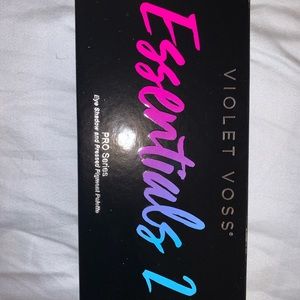 VIOLET VOSS®
Essentials 2
PRO Series
Eye Shadow and Pressed Pigment Palette